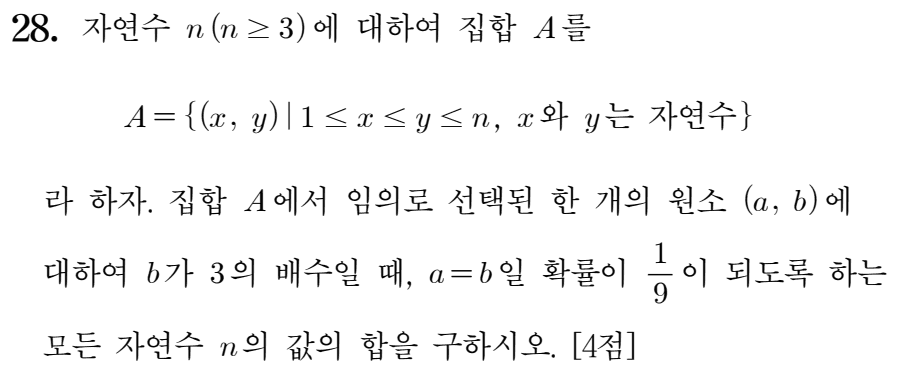 28. 자연수 n(n≥3)에 대하여 집합 A를
A={(x, y)|1≤x≤y≤n, x와 y는 자연수}
라 하자. 집합 A에서 임의로 선택된 한 개의 원소 (a, b)에
대하여 b가 3의 배수일 때, a=b일 확률이 1/9이 되도록 하는
모든 자연수 n의 값의 합을 구하시오. [4점]